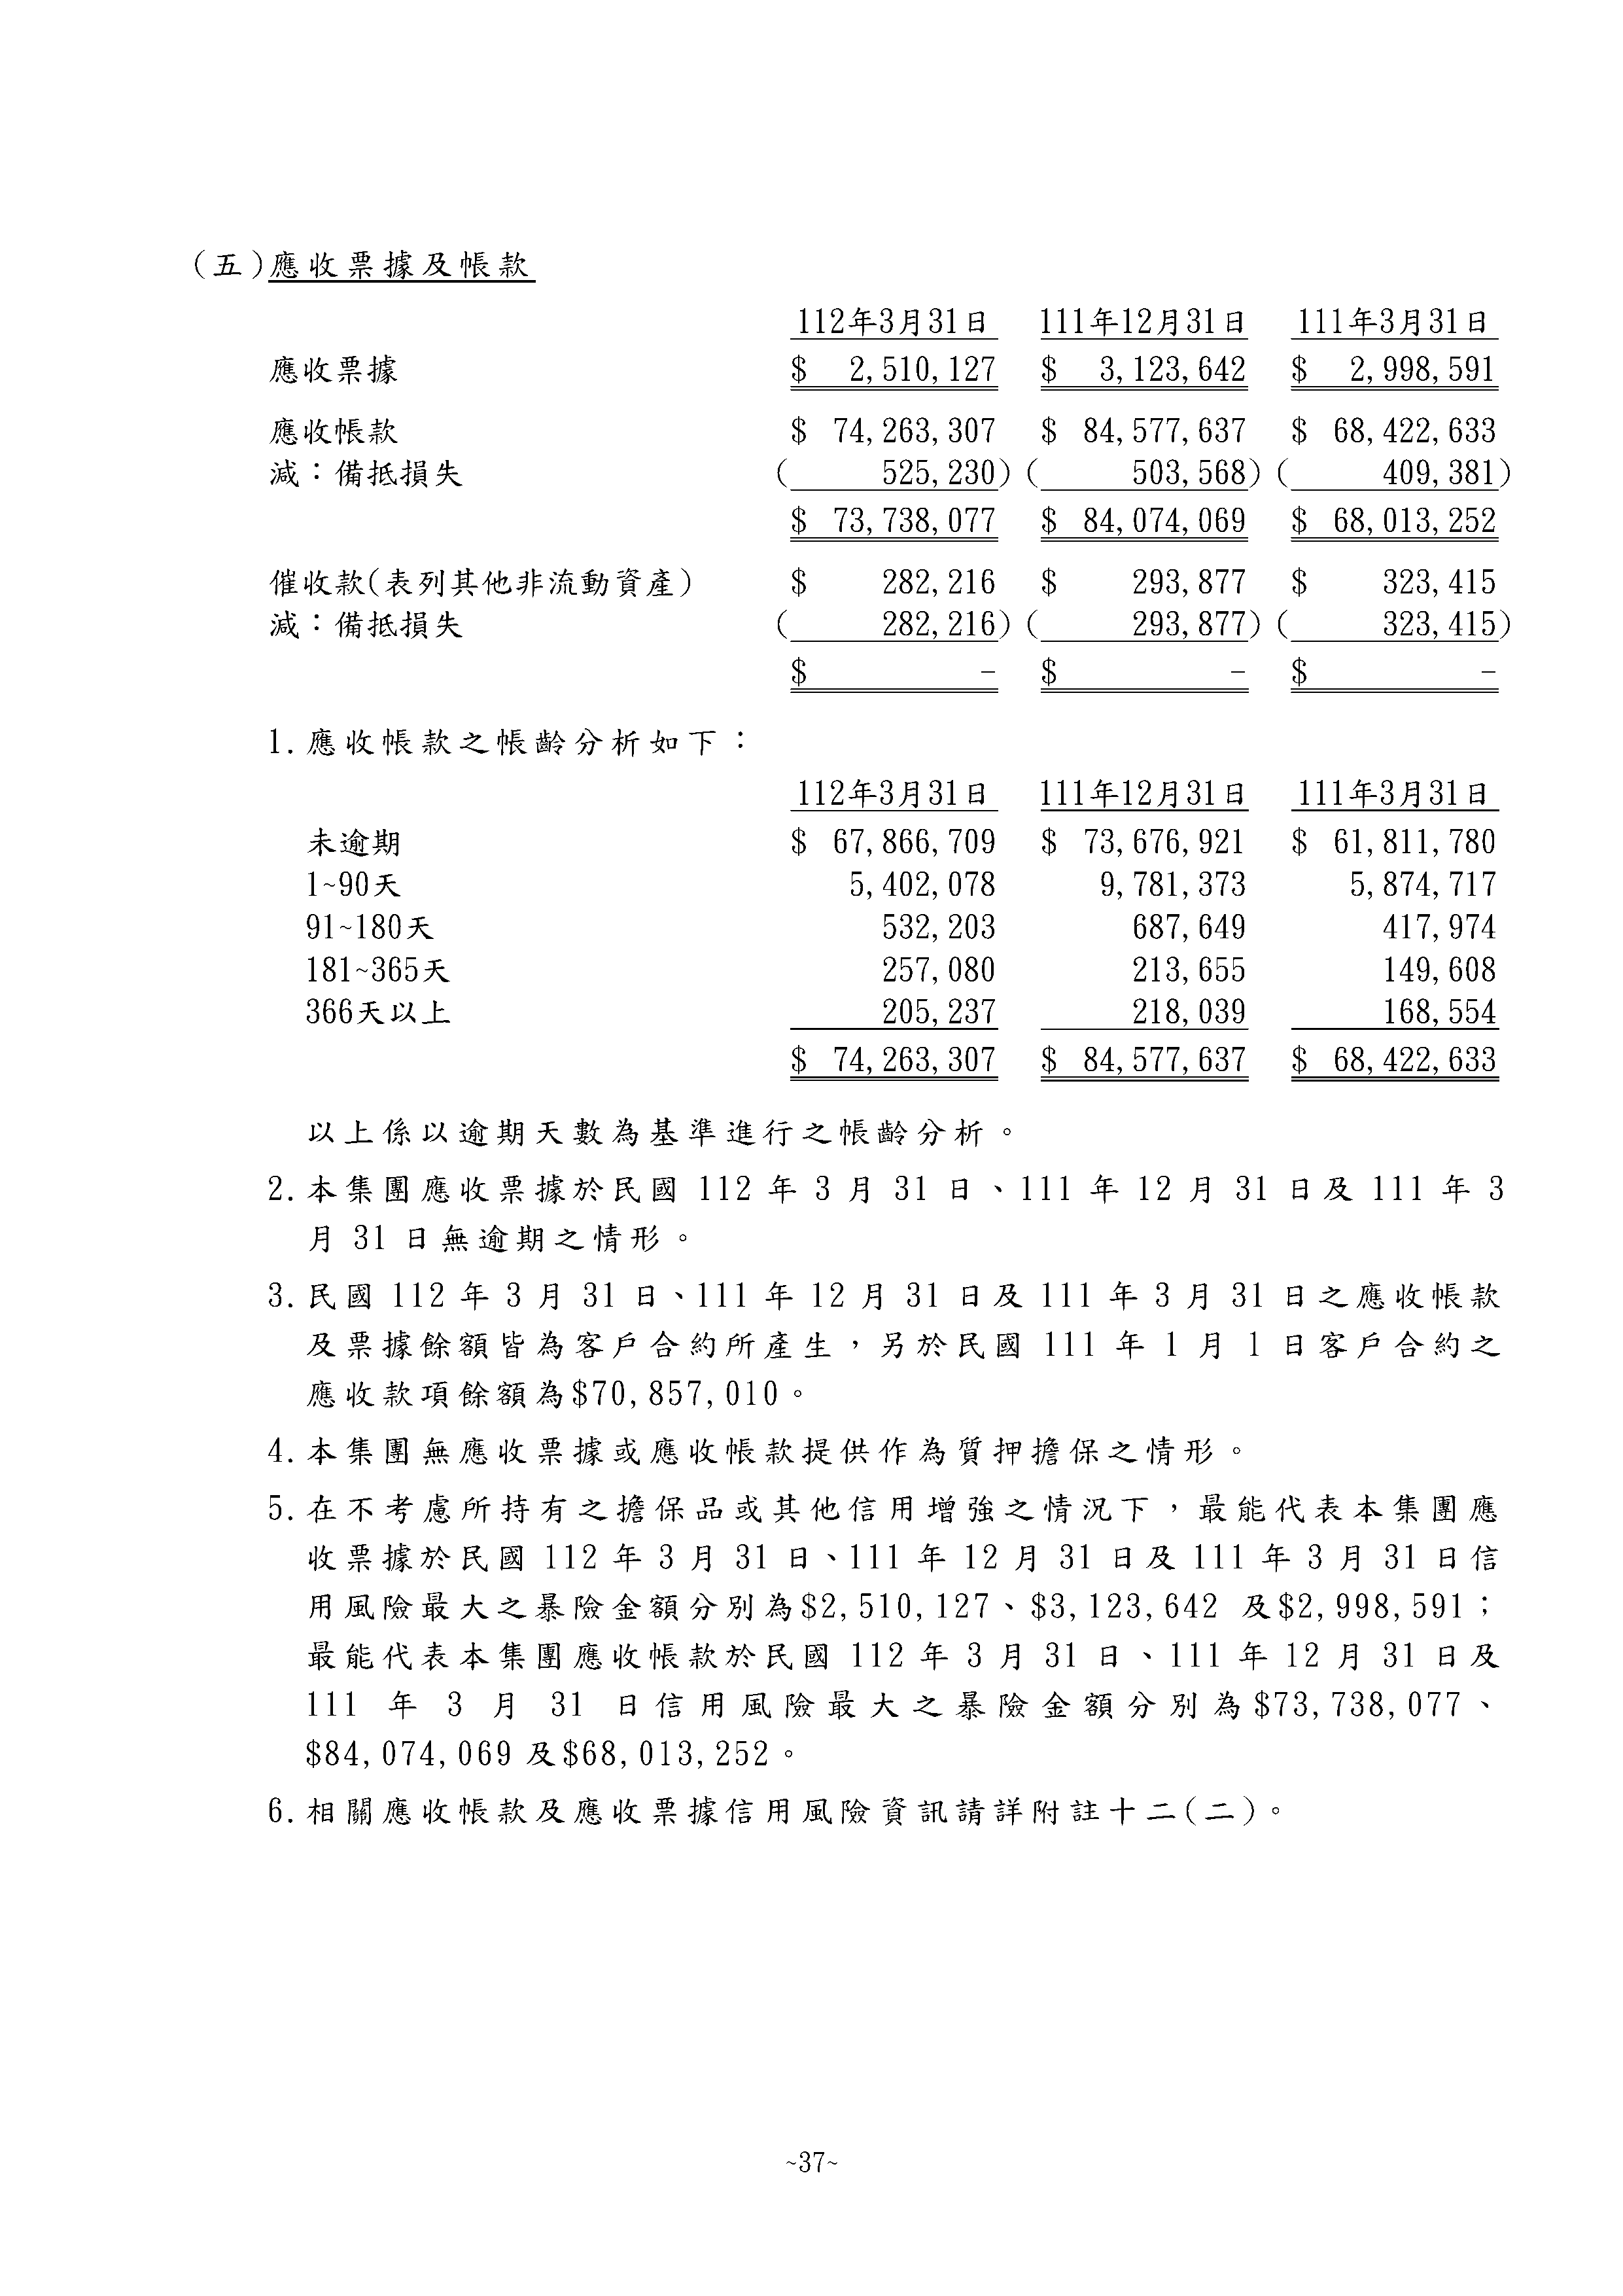 (五)應收票據及帳款
112年3月31日 111年12月31日 111年3月31日
應收票據 $ 2,510,127 $ 3,123,642 $ 2,998,591
應收帳款 $ 74,263,307 $ 84,577,637 $ 68,422,633
減：備抵損失 ( 525,230) ( 503,568) ( 409,381)
$ 73,738,077 $ 84,074,069 $ 68,013,252
催收款(表列其他非流動資產) $ 282,216 $ 293,877 $ 323,415
減：備抵損失 ( 282,216) ( 293,877) ( 323,415)
$ - $ - $ -
1.應收帳款之帳齡分析如下：
112年3月31日 111年12月31日 111年3月31日
未逾期 $ 67,866,709 $ 73,676,921 $ 61,811,780
1~90天 5,402,078 9,781,373 5,874,717
91~180天 532,203 687,649 417,974
181~365天 257,080 213,655 149,608
366天以上 205,237 218,039 168,554
$ 74,263,307 $ 84,577,637 $ 68,422,633
以上係以逾期天數為基準進行之帳齡分析。
2.本集團應收票據於民國 112 年 3 月 31 日、111 年 12 月 31 日及 111 年 3
月 31 日無逾期之情形。
3.民國 112 年 3 月 31 日、111 年 12 月 31 日及 111 年 3 月 31 日之應收帳款
及票據餘額皆為客戶合約所產生，另於民國 111 年 1 月 1 日客戶合約之
應收款項餘額為$70,857,010。
4.本集團無應收票據或應收帳款提供作為質押擔保之情形。
5.在不考慮所持有之擔保品或其他信用增強之情況下，最能代表本集團應
收票據於民國 112 年 3 月 31 日、111 年 12 月 31 日及 111 年 3 月 31 日信
用風險最大之暴險金額分別為$2,510,127、$3,123,642 及$2,998,591；
最能代表本集團應收帳款於民國 112 年 3 月 31 日、111 年 12 月 31 日及
111 年 3 月 31 日信用風險最大之暴險金額分別為$73,738,077、
$84,074,069 及$68,013,252。
6.相關應收帳款及應收票據信用風險資訊請詳附註十二(二)。
~37~